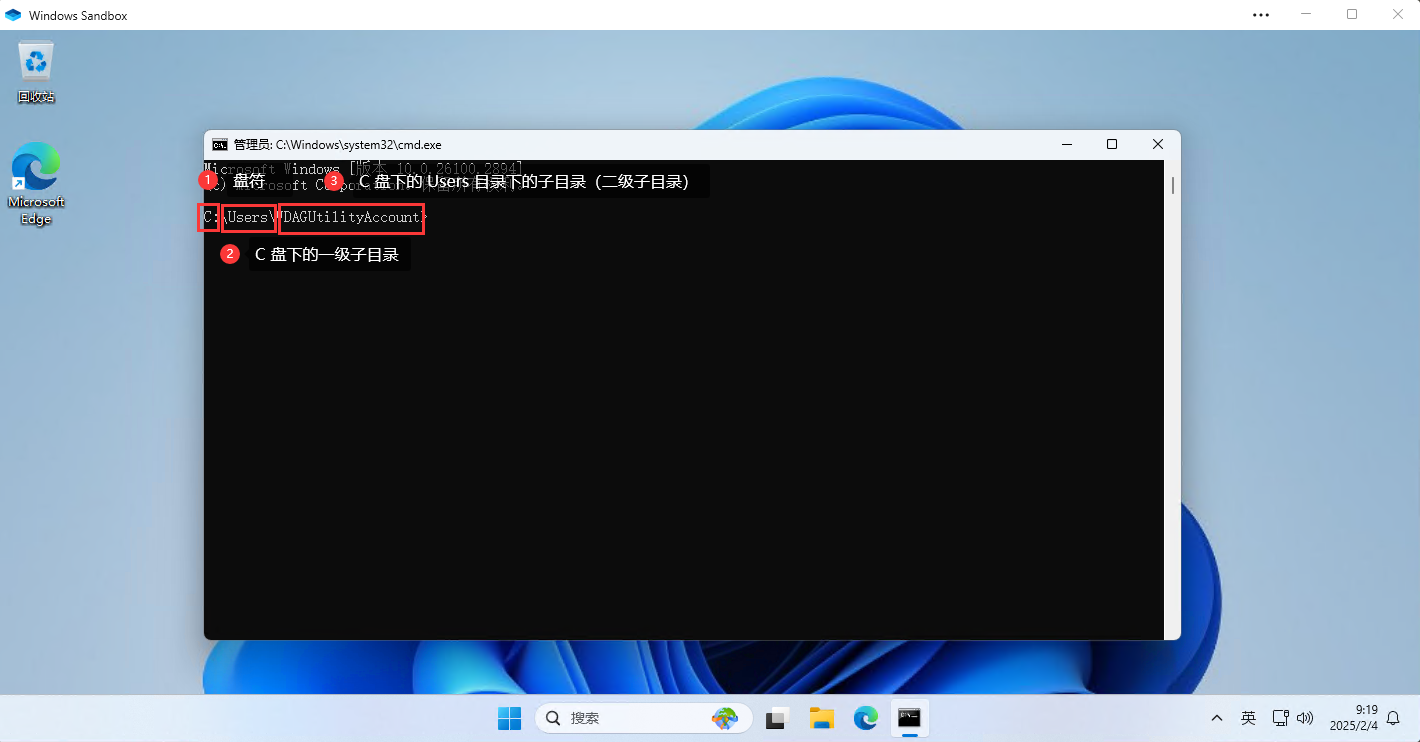 Windows Sandbox
回收站
Microsoft
Edge
管理员: C:\Windows\system32\cmd.exe
Microsoft Windows [版本 10.0.26100.2894]
1 盘符
3 C 盘下的 Users 目录下的子目录（二级子目录）
(c) Microsoft Corporation
C:\Users\WDAGUtilityAccount>
2 C 盘下的一级子目录
搜索
英
9:19
2025/2/4